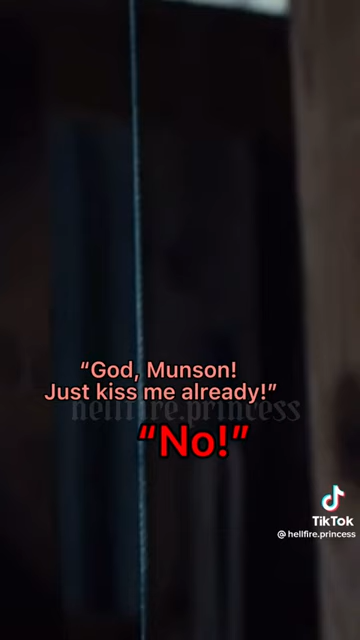 “God, Munson!
Just kiss me already!”
hellfire.princess
“No!”
TikTok
@ hellfire.princess